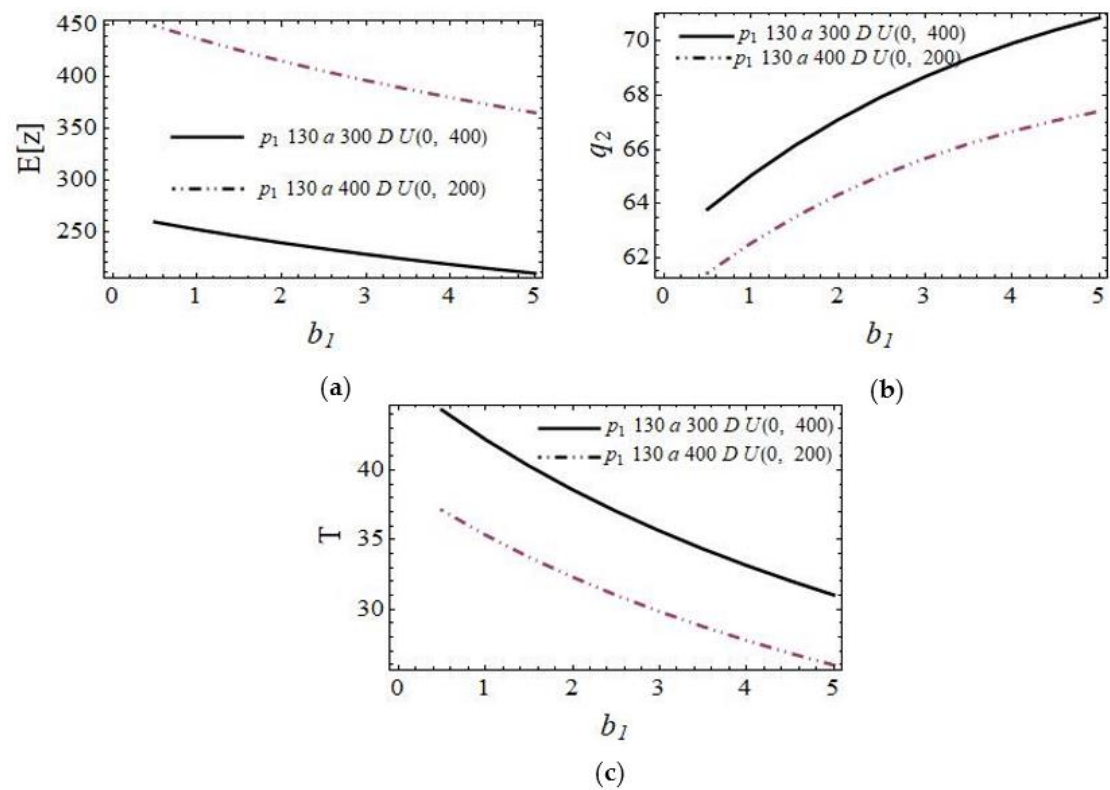 450
400
350
300
250
E[z]
p₁ 130 a 300 D U(0, 400)
p₁ 130 a 400 D U(0, 200)
0 1 2 3 4 5
b₁
(a)
70
68
66
64
62
q₂
p₁ 130 a 300 D U(0, 400)
p₁ 130 a 400 D U(0, 200)
0 1 2 3 4 5
b₁
(b)
40
35
30
T
p₁ 130 a 300 D U(0, 400)
p₁ 130 a 400 D U(0, 200)
0 1 2 3 4 5
b₁
(c)